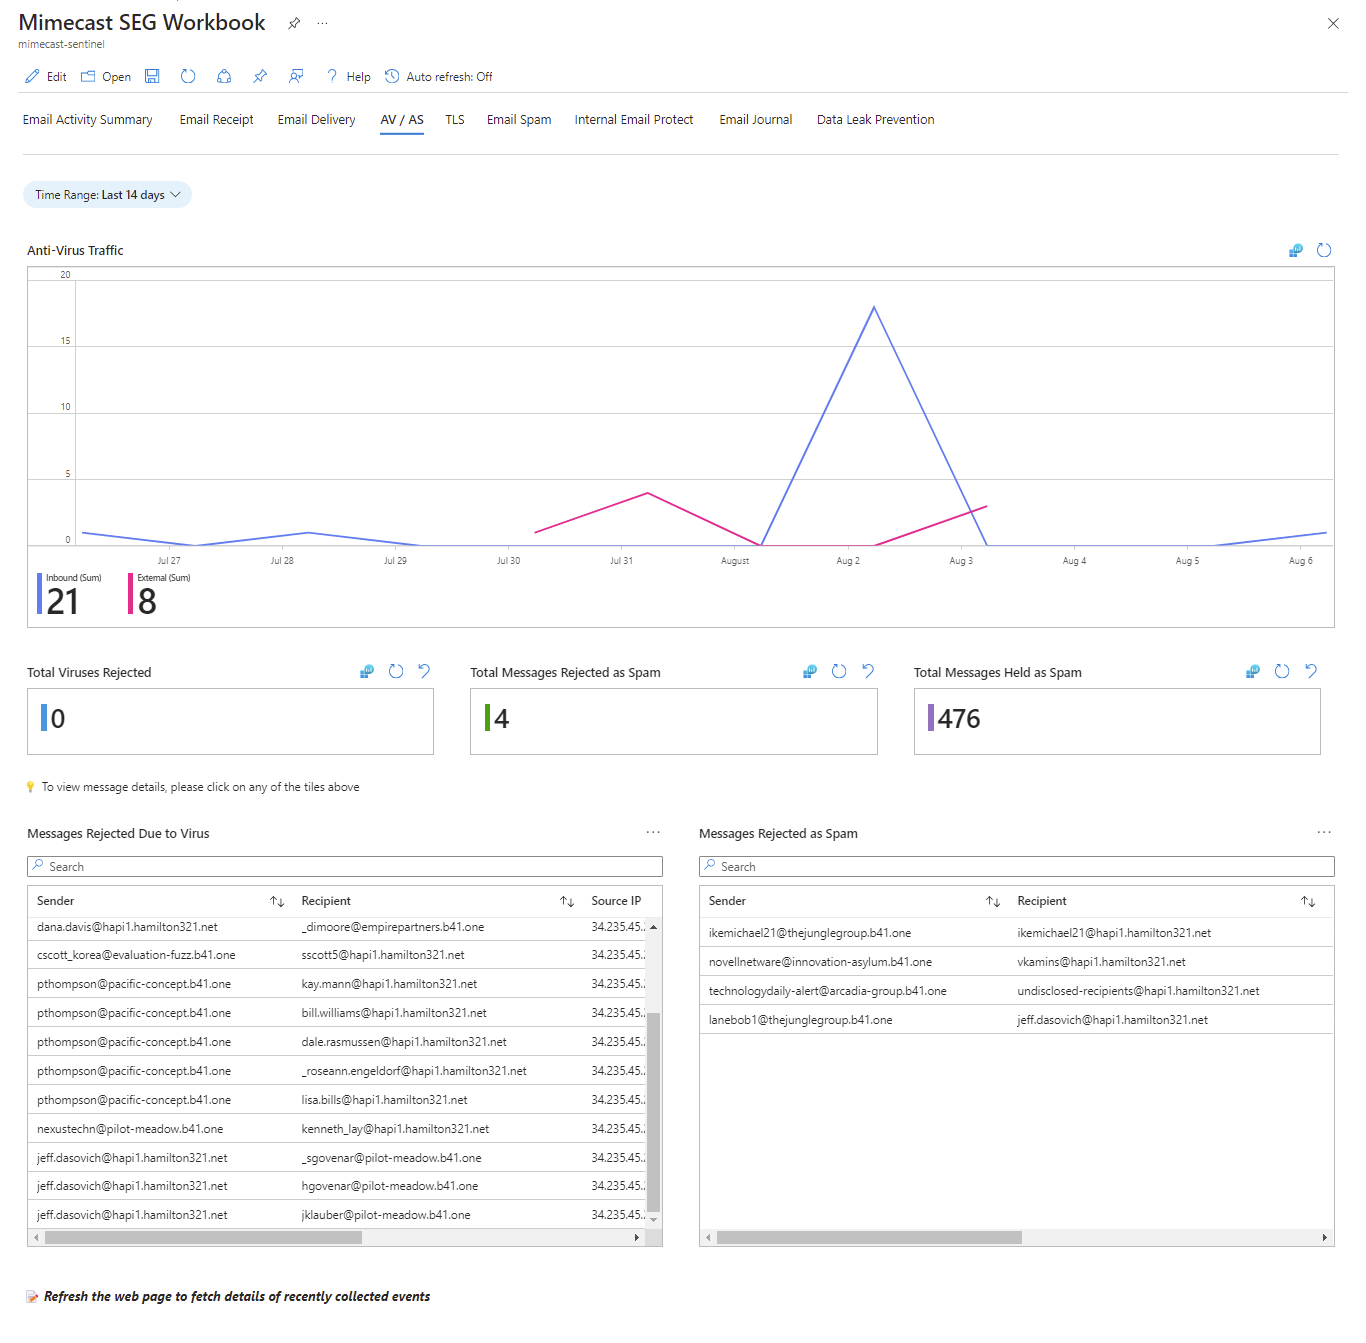 Mimecast SEG Workbook
mimecast-sentinel
Edit Open Help Auto refresh: Off
Email Activity Summary Email Receipt Email Delivery AV / AS TLS Email Spam Internal Email Protect Email Journal Data Leak Prevention
Time Range: Last 14 days
Anti-Virus Traffic
20
15
10
5
0
Jul 27 Jul 28 Jul 29 Jul 30 Jul 31 August Aug 2 Aug 3 Aug 4 Aug 5 Aug 6
Inbound (Sum) External (Sum)
21 8
Total Viruses Rejected Total Messages Rejected as Spam Total Messages Held as Spam
0 4 476
To view message details, please click on any of the tiles above
Messages Rejected Due to Virus
Search
Sender Recipient Source IP
dana.davis@hapi1.hamilton321.net _dimoore@empirepartners.b41.one 34.235.45.
cscott_korea@evaluation-fuzz.b41.one sscott5@hapi1.hamilton321.net 34.235.45.
pthompson@pacific-concept.b41.one kay.mann@hapi1.hamilton321.net 34.235.45.
pthompson@pacific-concept.b41.one bill.williams@hapi1.hamilton321.net 34.235.45.
pthompson@pacific-concept.b41.one dale.rasmussen@hapi1.hamilton321.net 34.235.45.
pthompson@pacific-concept.b41.one _roseann.engeldorf@hapi1.hamilton321.net 34.235.45.
pthompson@pacific-concept.b41.one lisa.bills@hapi1.hamilton321.net 34.235.45.
nexustechn@pilot-meadow.b41.one kenneth_lay@hapi1.hamilton321.net 34.235.45.
jeff.dasovich@hapi1.hamilton321.net _sgovenar@pilot-meadow.b41.one 34.235.45.
jeff.dasovich@hapi1.hamilton321.net hgovenar@pilot-meadow.b41.one 34.235.45.
jeff.dasovich@hapi1.hamilton321.net jklauber@pilot-meadow.b41.one 34.235.45.
Messages Rejected as Spam
Search
Sender Recipient
ikemichael21@thejunglegroup.b41.one ikemichael21@hapi1.hamilton321.net
novellnetware@innovation-asylum.b41.one vkamins@hapi1.hamilton321.net
technologydaily-alert@arcadia-group.b41.one undisclosed-recipients@hapi1.hamilton321.net
lanebob1@thejunglegroup.b41.one jeff.dasovich@hapi1.hamilton321.net
Refresh the web page to fetch details of recently collected events